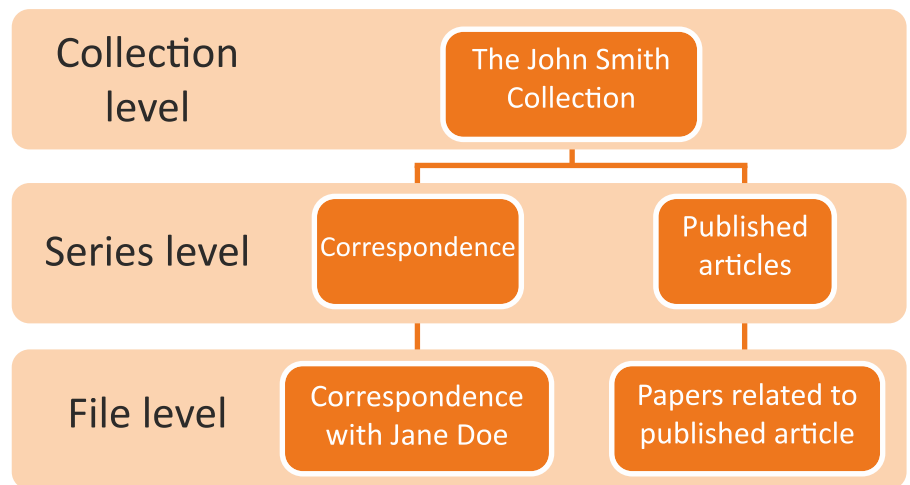 Collection
level
The John Smith
Collection
Series level
Correspondence
Published
articles
File level
Correspondence
with Jane Doe
Papers related to
published article